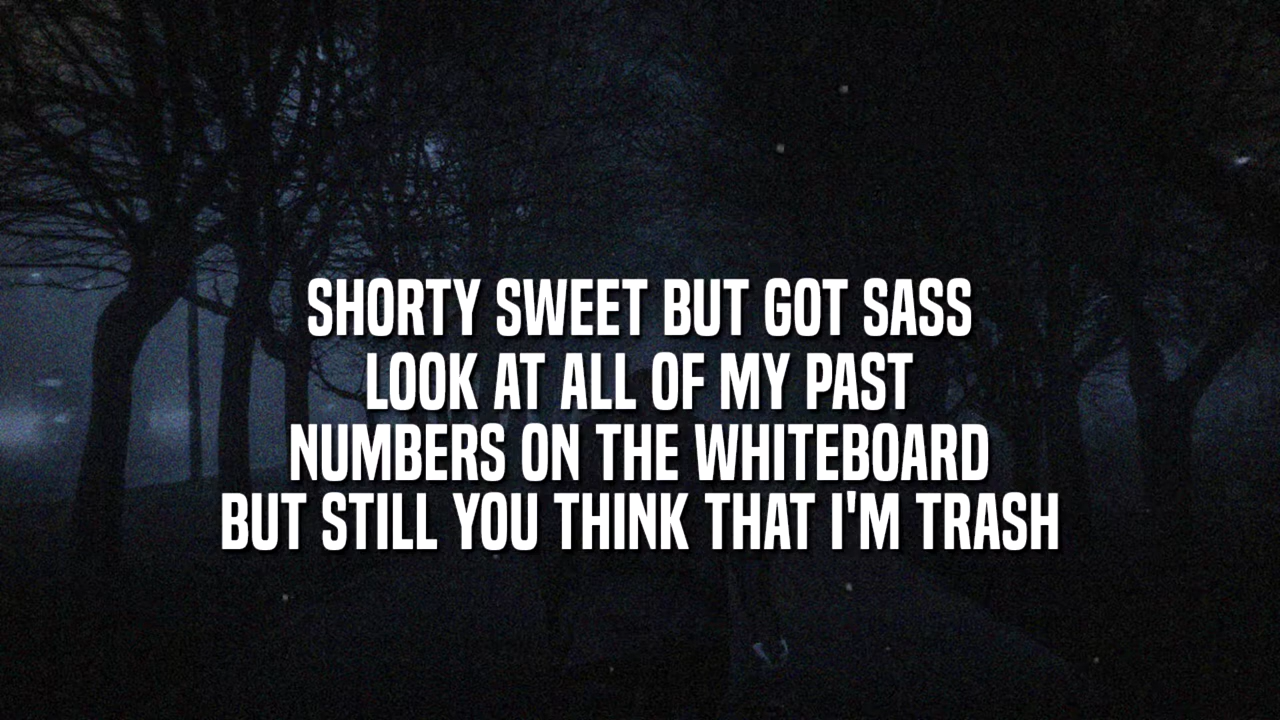 SHORTY SWEET BUT GOT SASS
LOOK AT ALL OF MY PAST
NUMBERS ON THE WHITEBOARD
BUT STILL YOU THINK THAT I'M TRASH